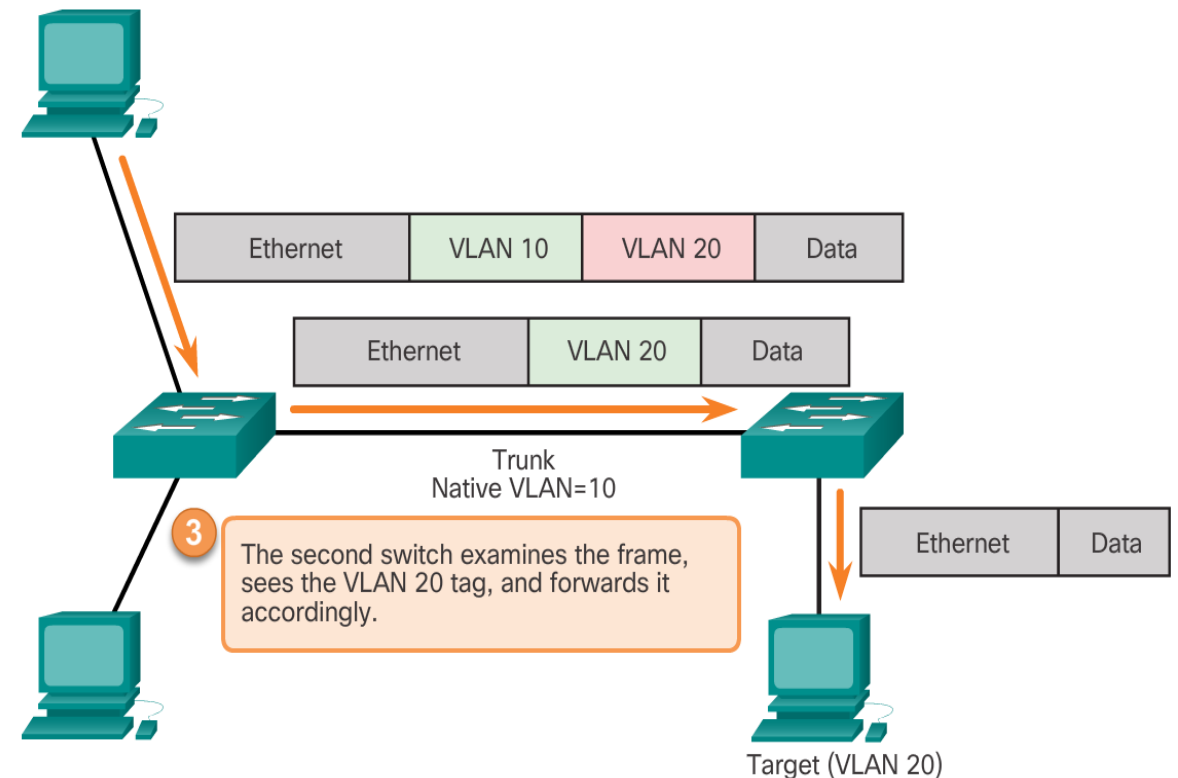 Ethernet VLAN 10 VLAN 20 Data
Ethernet VLAN 20 Data
Trunk
Native VLAN=10
3
The second switch examines the frame,
sees the VLAN 20 tag, and forwards it
accordingly.
Ethernet Data
Target (VLAN 20)